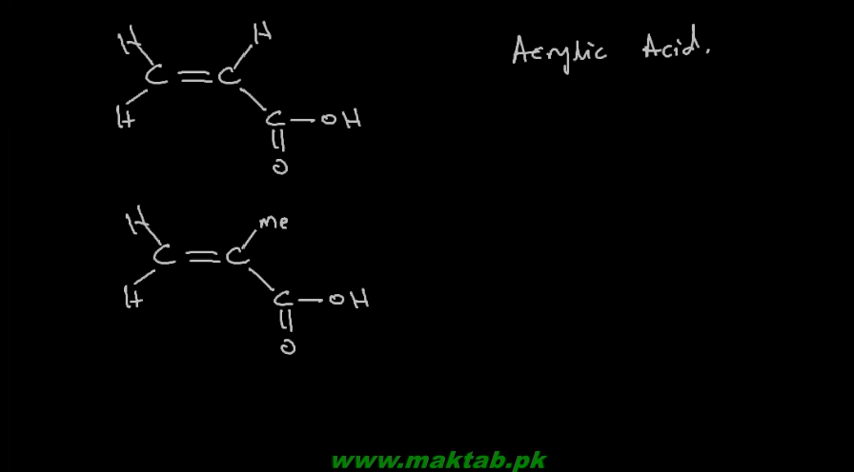 H H
C = C
H C - OH
O
Acrylic Acid.
H me
C = C
H C - OH
O
www.maktab.pk